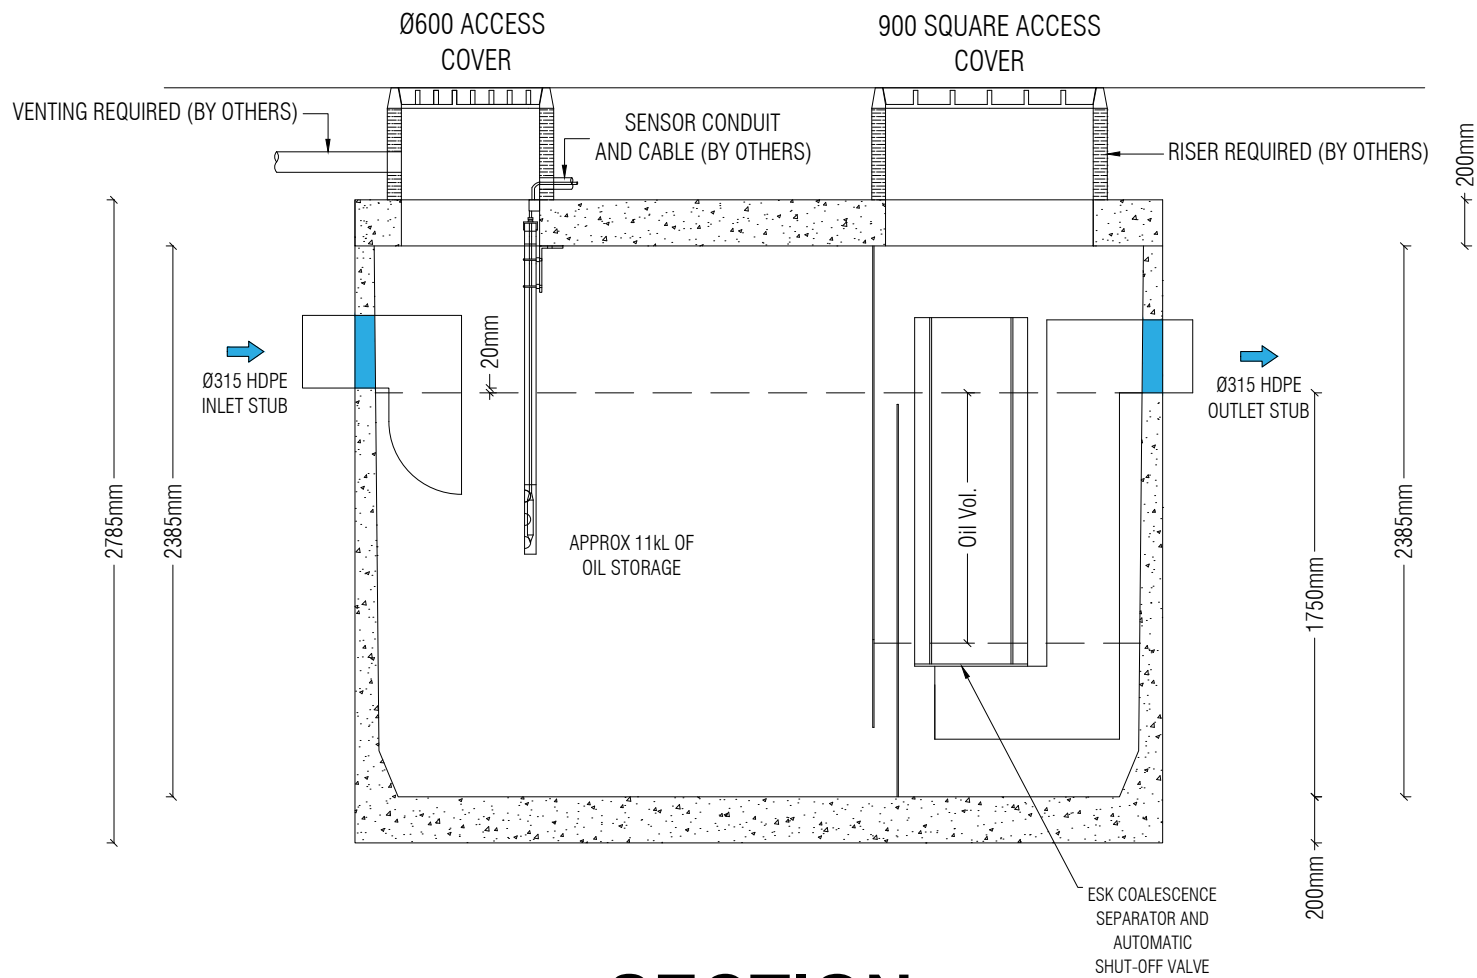 Ø600 ACCESS
COVER
900 SQUARE ACCESS
COVER
VENTING REQUIRED (BY OTHERS)
SENSOR CONDUIT
AND CABLE (BY OTHERS)
RISER REQUIRED (BY OTHERS)
200mm
20mm
Ø315 HDPE
INLET STUB
Ø315 HDPE
OUTLET STUB
2785mm
2385mm
APPROX 11kL OF
OIL STORAGE
Oil Vol.
1750mm
2385mm
200mm
ESK COALESCENCE
SEPARATOR AND
AUTOMATIC
SHUT-OFF VALVE
SECTION